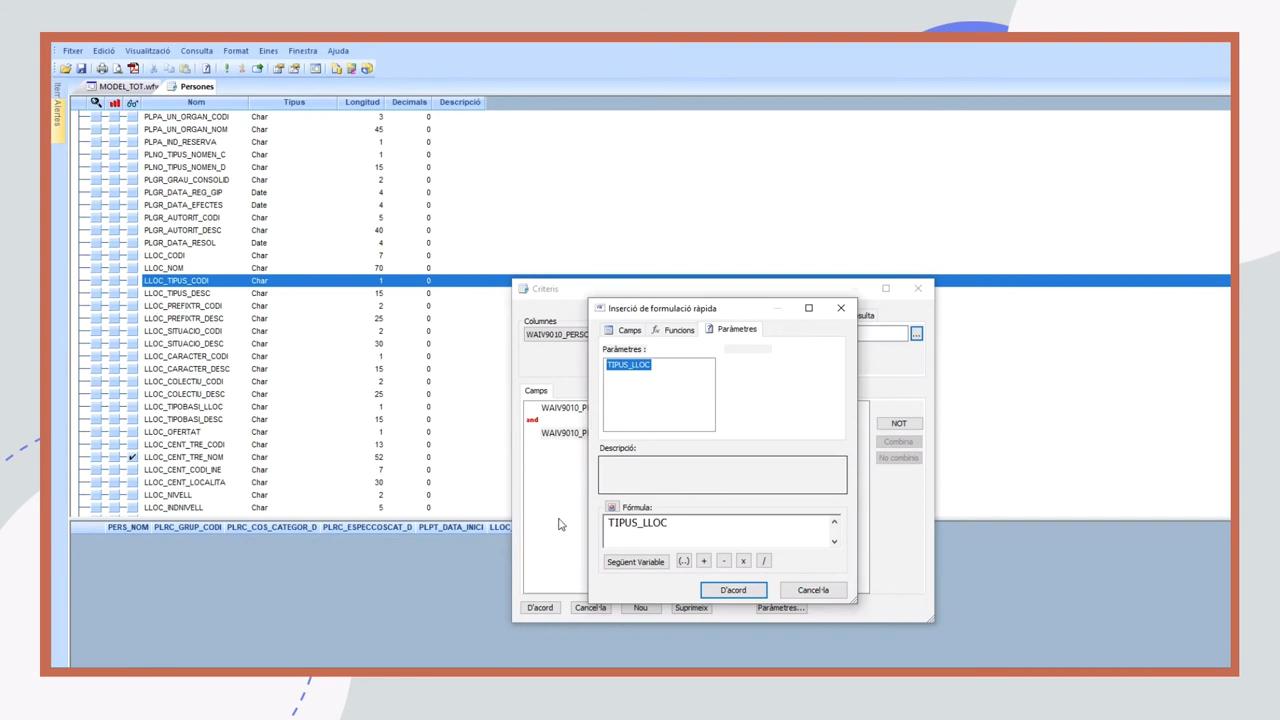 Fitxer Edició Visualització Consulta Format Eines Finestra Ajuda
MODEL_TOT.wfv Persones
Alertes
Nom Tipus Longitud Decimals Descripció
PLPA_UN_ORGAN_CODI Char 3 0
PLPA_UN_ORGAN_NOM Char 45 0
PLPA_IND_RESERVA Char 1 0
PLNO_TIPUS_NOMEN_C Char 1 0
PLNO_TIPUS_NOMEN_D Char 15 0
PLGR_GRAU_CONSOLID Char 2 0
PLGR_DATA_REG_GIP Date 4 0
PLGR_DATA_EFECTES Date 4 0
PLGR_AUTORIT_CODI Char 5 0
PLGR_AUTORIT_DESC Char 40 0
PLGR_DATA_RESOL Date 4 0
LLOC_CODI Char 7 0
LLOC_NOM Char 70 0
LLOC_TIPUS_CODI Char 1 0
LLOC_TIPUS_DESC Char 15 0
LLOC_PREFIXTR_CODI Char 2 0
LLOC_PREFIXTR_DESC Char 25 0
LLOC_SITUACIO_CODI Char 2 0
LLOC_SITUACIO_DESC Char 30 0
LLOC_CARACTER_CODI Char 1 0
LLOC_CARACTER_DESC Char 15 0
LLOC_COLECTIU_CODI Char 2 0
LLOC_COLECTIU_DESC Char 25 0
LLOC_TIPOBASI_LLOC Char 1 0
LLOC_TIPOBASI_DESC Char 15 0
LLOC_OFERTAT Char 1 0
LLOC_CENT_TRE_CODI Char 13 0
LLOC_CENT_TRE_NOM Char 52 0
LLOC_CENT_CODI_INE Char 7 0
LLOC_CENT_LOCALITA Char 30 0
LLOC_NIVELL Char 2 0
LLOC_INDNIVELL Char 5 0
PERS_NOM PLRC_GRUP_CODI PLRC_COS_CATEGOR_D PLRC_ESPECCOSCAT_D PLPT_DATA_INICI LLOC_
Criteris
Columnes
WAIV9010_PERSO
sulta
...
Camps
WAIV9010_P
and
WAIV9010_P
NOT
Combina
No combinis
D'acord Cancel·la Nou Suprimeix Paràmetres...
Inserció de formulació ràpida
Camps Funcions Paràmetres
Paràmetres :
TIPUS_LLOC
Descripció:
Fórmula:
TIPUS_LLOC
Següent Variable (..) + - x /
D'acord Cancel·la